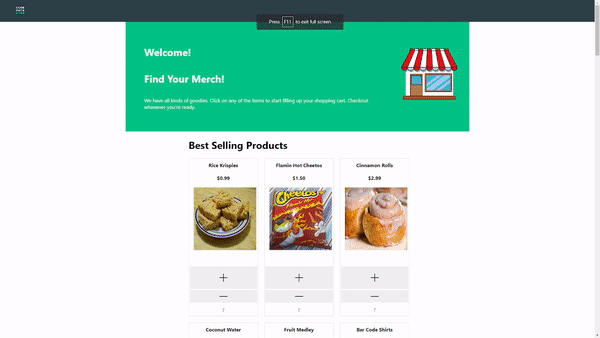 Press F11 to exit full screen.
Welcome!
Find Your Merch!
We have all kinds of goodies. Click on any of the items to start filling up your shopping cart. Checkout
whenever you're ready.
Best Selling Products
Rice Krispies
$0.99
Flamin Hot Cheetos
$1.50
Cinnamon Rolls
$2.99
Cheetos
Coconut Water
Fruit Medley
Bar Code Shirts